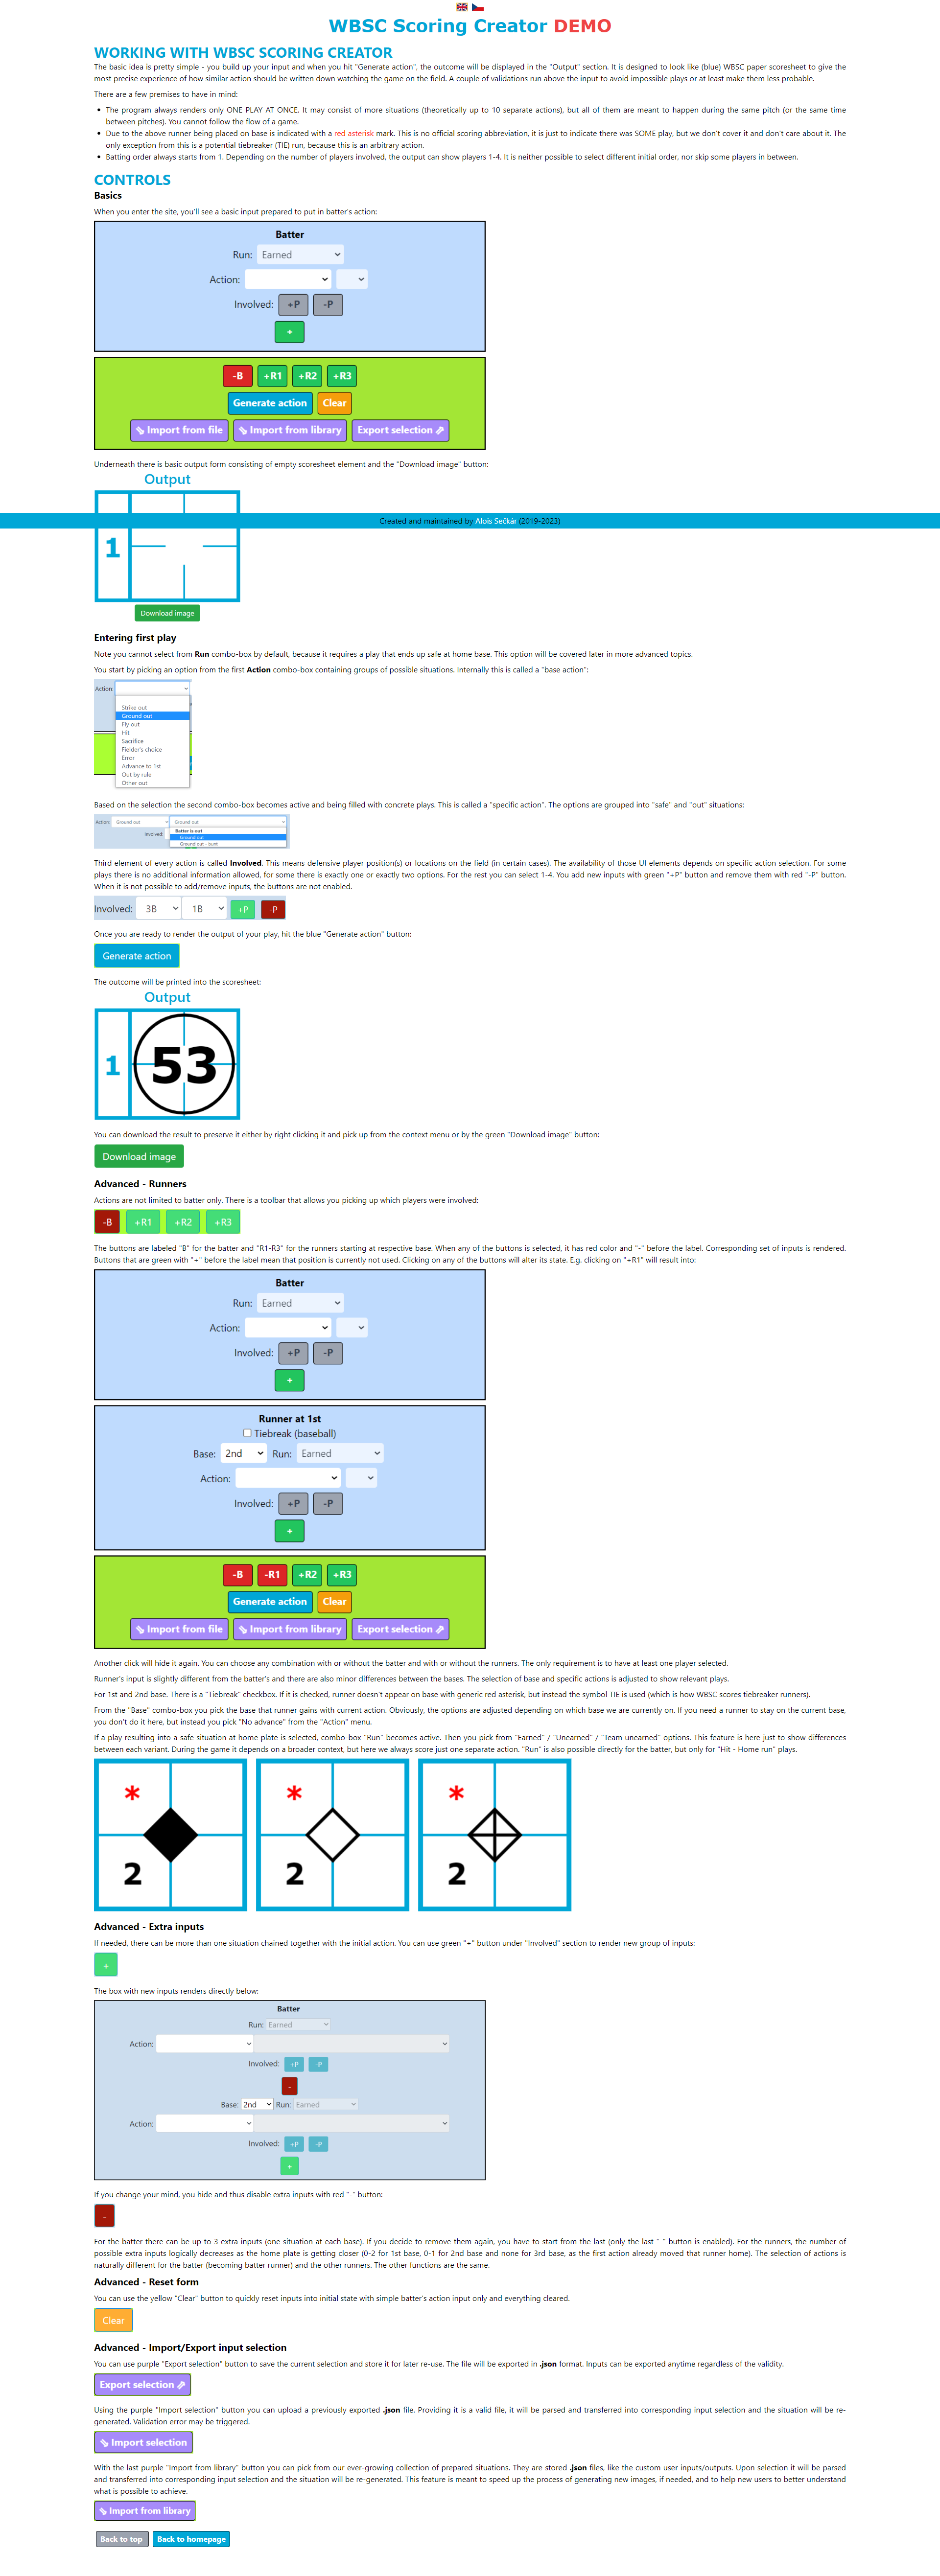 WBSC Scoring Creator DEMO
WORKING WITH WBSC SCORING CREATOR
The basic idea is pretty simple - you build up your input and when you hit "Generate action", the outcome will be displayed in the "Output" section. It is designed to look like (blue) WBSC paper scoresheet to give the
most precise experience of how similar action should be written down watching the game on the field. A couple of validations run above the input to avoid impossible plays or at least make them less probable.
There are a few premises to have in mind:
The program always renders only ONE PLAY AT ONCE. It may consist of more situations (theoretically up to 10 separate actions), but all of them are meant to happen during the same pitch (or the same time
between pitches). You cannot follow the flow of a game.
Due to the above runner being placed on base is indicated with a red asterisk mark. This is no official scoring abbreviation, it is just to indicate there was SOME play, but we don't cover it and don't care about it. The
only exception from this is a potential tiebreaker (TIE) run, because this is an arbitrary action.
Batting order always starts from 1. Depending on the number of players involved, the output can show players 1-4. It is neither possible to select different initial order, nor skip some players in between.
CONTROLS
Basics
When you enter the site, you'll see a basic input prepared to put in batter's action:
Batter
Run: Earned
Action:
Involved: +P -P
+
-B +R1 +R2 +R3
Generate action Clear
Import from file Import from library Export selection
Underneath there is basic output form consisting of empty scoresheet element and the "Download image" button:
Output
Created and maintained by Alois Sečkár (2019-2023)
1
Download image
Entering first play
Note you cannot select from Run combo-box by default, because it requires a play that ends up safe at home base. This option will be covered later in more advanced topics.
You start by picking an option from the first Action combo-box containing groups of possible situations. Internally this is called a "base action":
Action:
Strike out
Ground out
Fly out
Hit
Sacrifice
Fielder's choice
Error
Advance to 1st
Out by rule
Other out
Based on the selection the second combo-box becomes active and being filled with concrete plays. This is called a "specific action". The options are grouped into "safe" and "out" situations:
Action: Ground out Ground out
Batter is out
Involved: Ground out
Ground out - bunt
Third element of every action is called Involved. This means defensive player position(s) or locations on the field (in certain cases). The availability of those UI elements depends on specific action selection. For some
plays there is no additional information allowed, for some there is exactly one or exactly two options. For the rest you can select 1-4. You add new inputs with green "+P" button and remove them with red "-P" button.
When it is not possible to add/remove inputs, the buttons are not enabled.
Involved: 3B 1B +P -P
Once you are ready to render the output of your play, hit the blue "Generate action" button:
Generate action
The outcome will be printed into the scoresheet:
Output
1 53
You can download the result to preserve it either by right clicking it and pick up from the context menu or by the green "Download image" button:
Download image
Advanced - Runners
Actions are not limited to batter only. There is a toolbar that allows you picking up which players were involved:
-B +R1 +R2 +R3
The buttons are labeled "B" for the batter and "R1-R3" for the runners starting at respective base. When any of the buttons is selected, it has red color and "-" before the label. Corresponding set of inputs is rendered.
Buttons that are green with "+" before the label mean that position is currently not used. Clicking on any of the buttons will alter its state. E.g. clicking on "+R1" will result into:
Batter
Run: Earned
Action:
Involved: +P -P
+
Runner at 1st
Tiebreak (baseball)
Base: 2nd Run: Earned
Action:
Involved: +P -P
+
-B -R1 +R2 +R3
Generate action Clear
Import from file Import from library Export selection
Another click will hide it again. You can choose any combination with or without the batter and with or without the runners. The only requirement is to have at least one player selected.
Runner's input is slightly different from the batter's and there are also minor differences between the bases. The selection of base and specific actions is adjusted to show relevant plays.
For 1st and 2nd base. There is a "Tiebreak" checkbox. If it is checked, runner doesn't appear on base with generic red asterisk, but instead the symbol TIE is used (which is how WBSC scores tiebreaker runners).
From the "Base" combo-box you pick the base that runner gains with current action. Obviously, the options are adjusted depending on which base we are currently on. If you need a runner to stay on the current base,
you don't do it here, but instead you pick "No advance" from the "Action" menu.
If a play resulting into a safe situation at home plate is selected, combo-box "Run" becomes active. Then you pick from "Earned" / "Unearned" / "Team unearned" options. This feature is here just to show differences
between each variant. During the game it depends on a broader context, but here we always score just one separate action. "Run" is also possible directly for the batter, but only for "Hit - Home run" plays.
* * *
2 2 2
Advanced - Extra inputs
If needed, there can be more than one situation chained together with the initial action. You can use green "+" button under "Involved" section to render new group of inputs:
+
The box with new inputs renders directly below:
Batter
Run: Earned
Action:
Involved: +P -P
-
Base: 2nd Run: Earned
Action:
Involved: +P -P
+
If you change your mind, you hide and thus disable extra inputs with red "-" button:
-
For the batter there can be up to 3 extra inputs (one situation at each base). If you decide to remove them again, you have to start from the last (only the last "-" button is enabled). For the runners, the number of
possible extra inputs logically decreases as the home plate is getting closer (0-2 for 1st base, 0-1 for 2nd base and none for 3rd base, as the first action already moved that runner home). The selection of actions is
naturally different for the batter (becoming batter runner) and the other runners. The other functions are the same.
Advanced - Reset form
You can use the yellow "Clear" button to quickly reset inputs into initial state with simple batter's action input only and everything cleared.
Clear
Advanced - Import/Export input selection
You can use purple "Export selection" button to save the current selection and store it for later re-use. The file will be exported in .json format. Inputs can be exported anytime regardless of the validity.
Export selection
Using the purple "Import selection" button you can upload a previously exported .json file. Providing it is a valid file, it will be parsed and transferred into corresponding input selection and the situation will be re-
generated. Validation error may be triggered.
Import selection
With the last purple "Import from library" button you can pick from our ever-growing collection of prepared situations. They are stored .json files, like the custom user inputs/outputs. Upon selection it will be parsed
and transferred into corresponding input selection and the situation will be re-generated. This feature is meant to speed up the process of generating new images, if needed, and to help new users to better understand
what is possible to achieve.
Import from library
Back to top Back to homepage